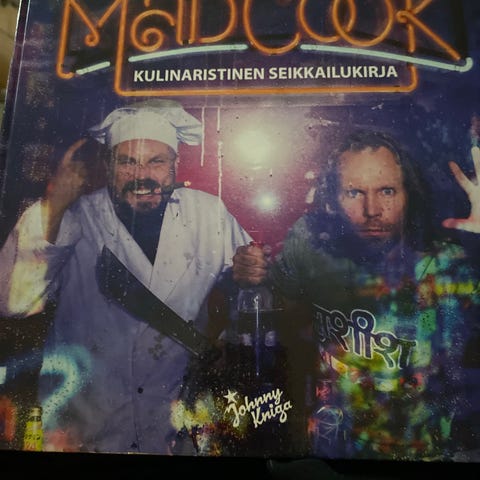 MADCOOK
KULINARISTINEN SEIKKAILUKIRJA
Johnny
Kniga